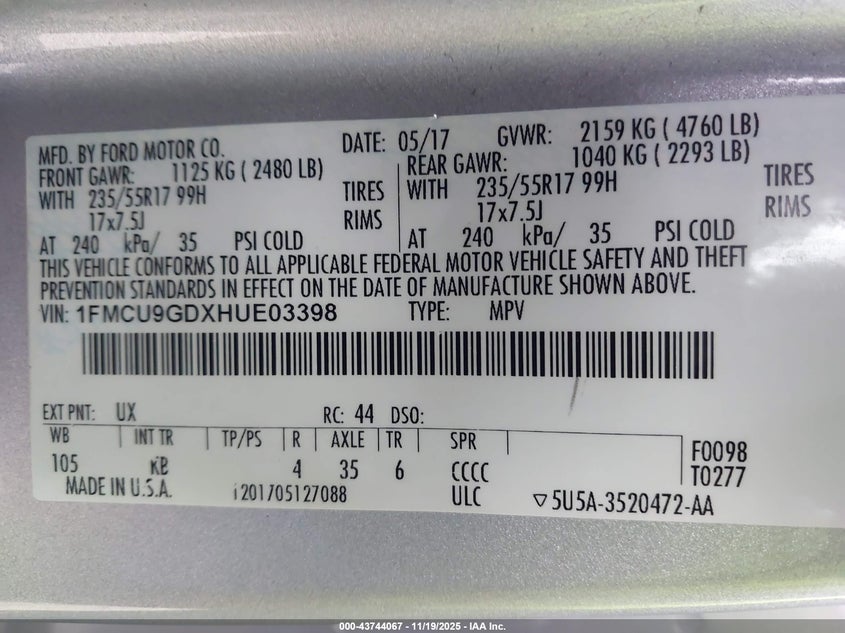 MFD. BY FORD MOTOR CO. DATE: 05/17 GVWR: 2159 KG ( 4760 LB)
FRONT GAWR: 1125 KG ( 2480 LB) REAR GAWR: 1040 KG ( 2293 LB)
WITH 235/55R17 99H TIRES WITH 235/55R17 99H TIRES
17x7.5J RIMS 17x7.5J RIMS
AT 240 kPa/ 35 PSI COLD AT 240 kPa/ 35 PSI COLD
THIS VEHICLE CONFORMS TO ALL APPLICABLE FEDERAL MOTOR VEHICLE SAFETY AND THEFT
PREVENTION STANDARDS IN EFFECT ON THE DATE OF MANUFACTURE SHOWN ABOVE.
VIN: 1FMCU9GDXHUE03398 TYPE: MPV
EXT PNT: UX RC: 44 DSO:
WB INT TR TP/PS R AXLE TR SPR F0098
105 KB 4 35 6 CCCC T0277
MADE IN U.S.A. i201705127088 ULC ▽5U5A-3520472-AA
000-43744067 - 11/19/2025 - IAA Inc.